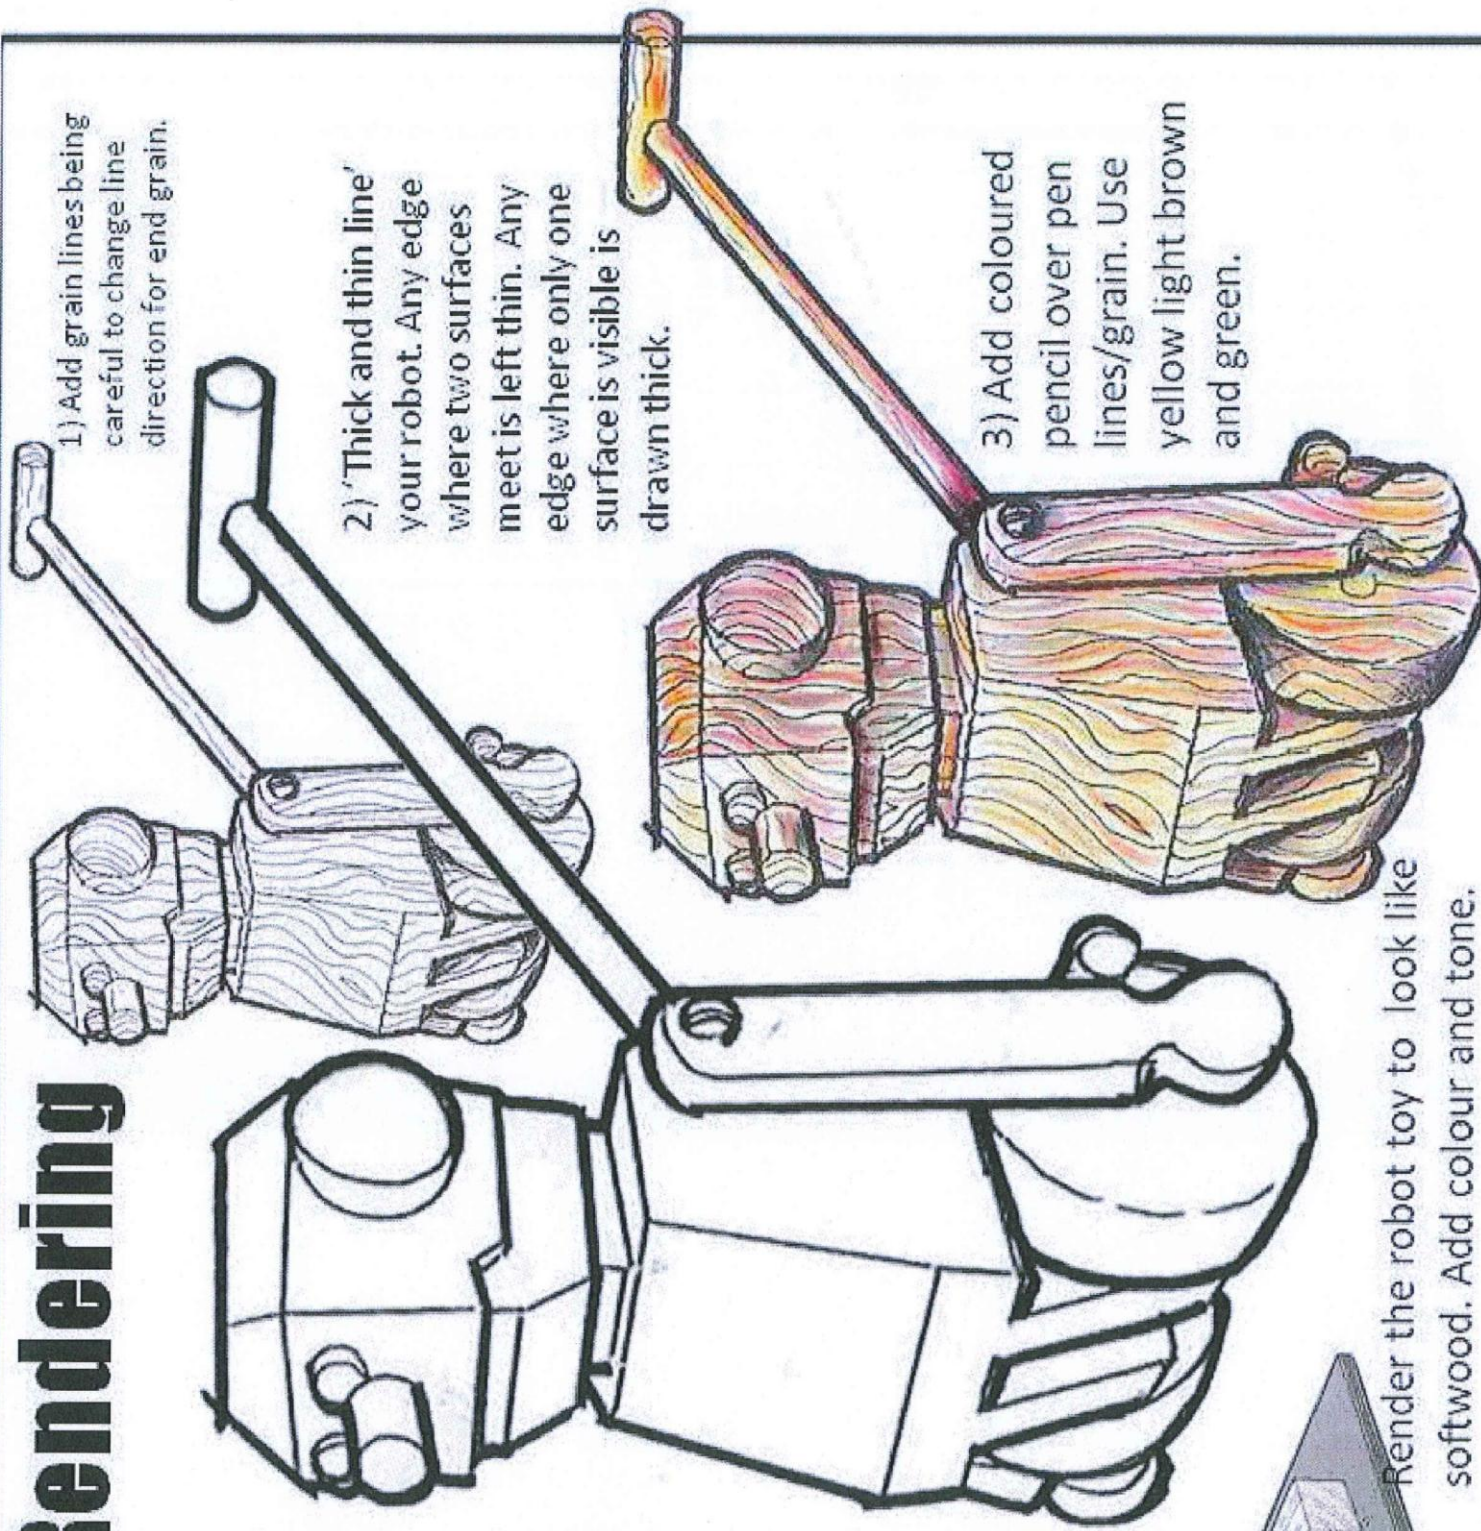 Rendering
1) Add grain lines being
careful to change line
direction for end grain.
2) 'Thick and thin line'
your robot. Any edge
where two surfaces
meet is left thin. Any
edge where only one
surface is visible is
drawn thick.
3) Add coloured
pencil over pen
lines/grain. Use
yellow light brown
and green.
Render the robot toy to look like
softwood. Add colour and tone.